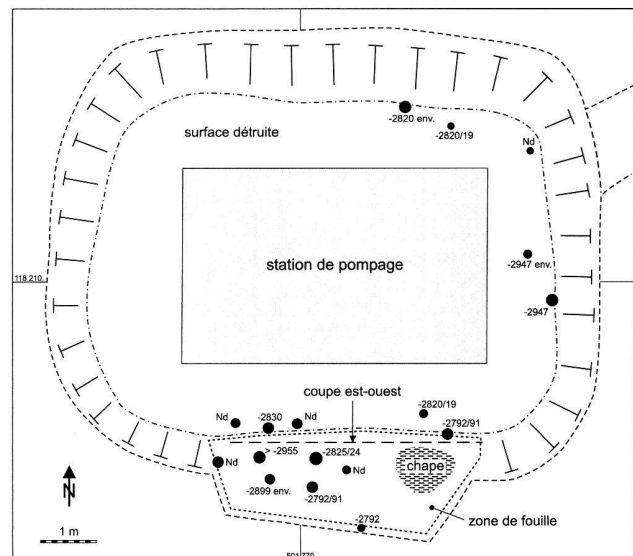 -2820 env.
-2820/19
surface détruite
Nd
station de pompage
-2947 env.
118 210.
-2947
coupe est-ouest
-2820/19
Nd
-2830
Nd
-2792/91
Nd
> -2955
-2825/24
Nd
chape
-2899 env.
-2792/91
N
-2792
zone de fouille
1 m
501 770